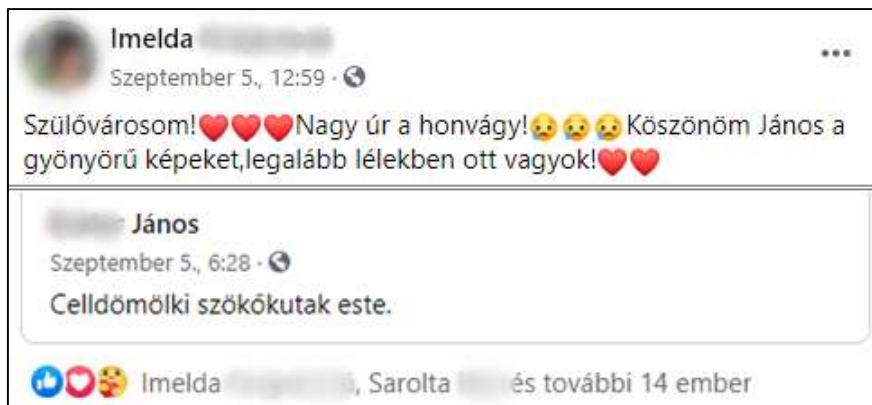 Imelda
Szeptember 5., 12:59 ·
Szülővárosom!❤️❤️❤️Nagy úr a honvágy!😥😥😥Köszönöm János a
gyönyörű képeket,legalább lélekben ott vagyok!❤️❤️
János
Szeptember 5., 6:28 ·
Celldömölki szökőkutak este.
Imelda , Sarolta és további 14 ember